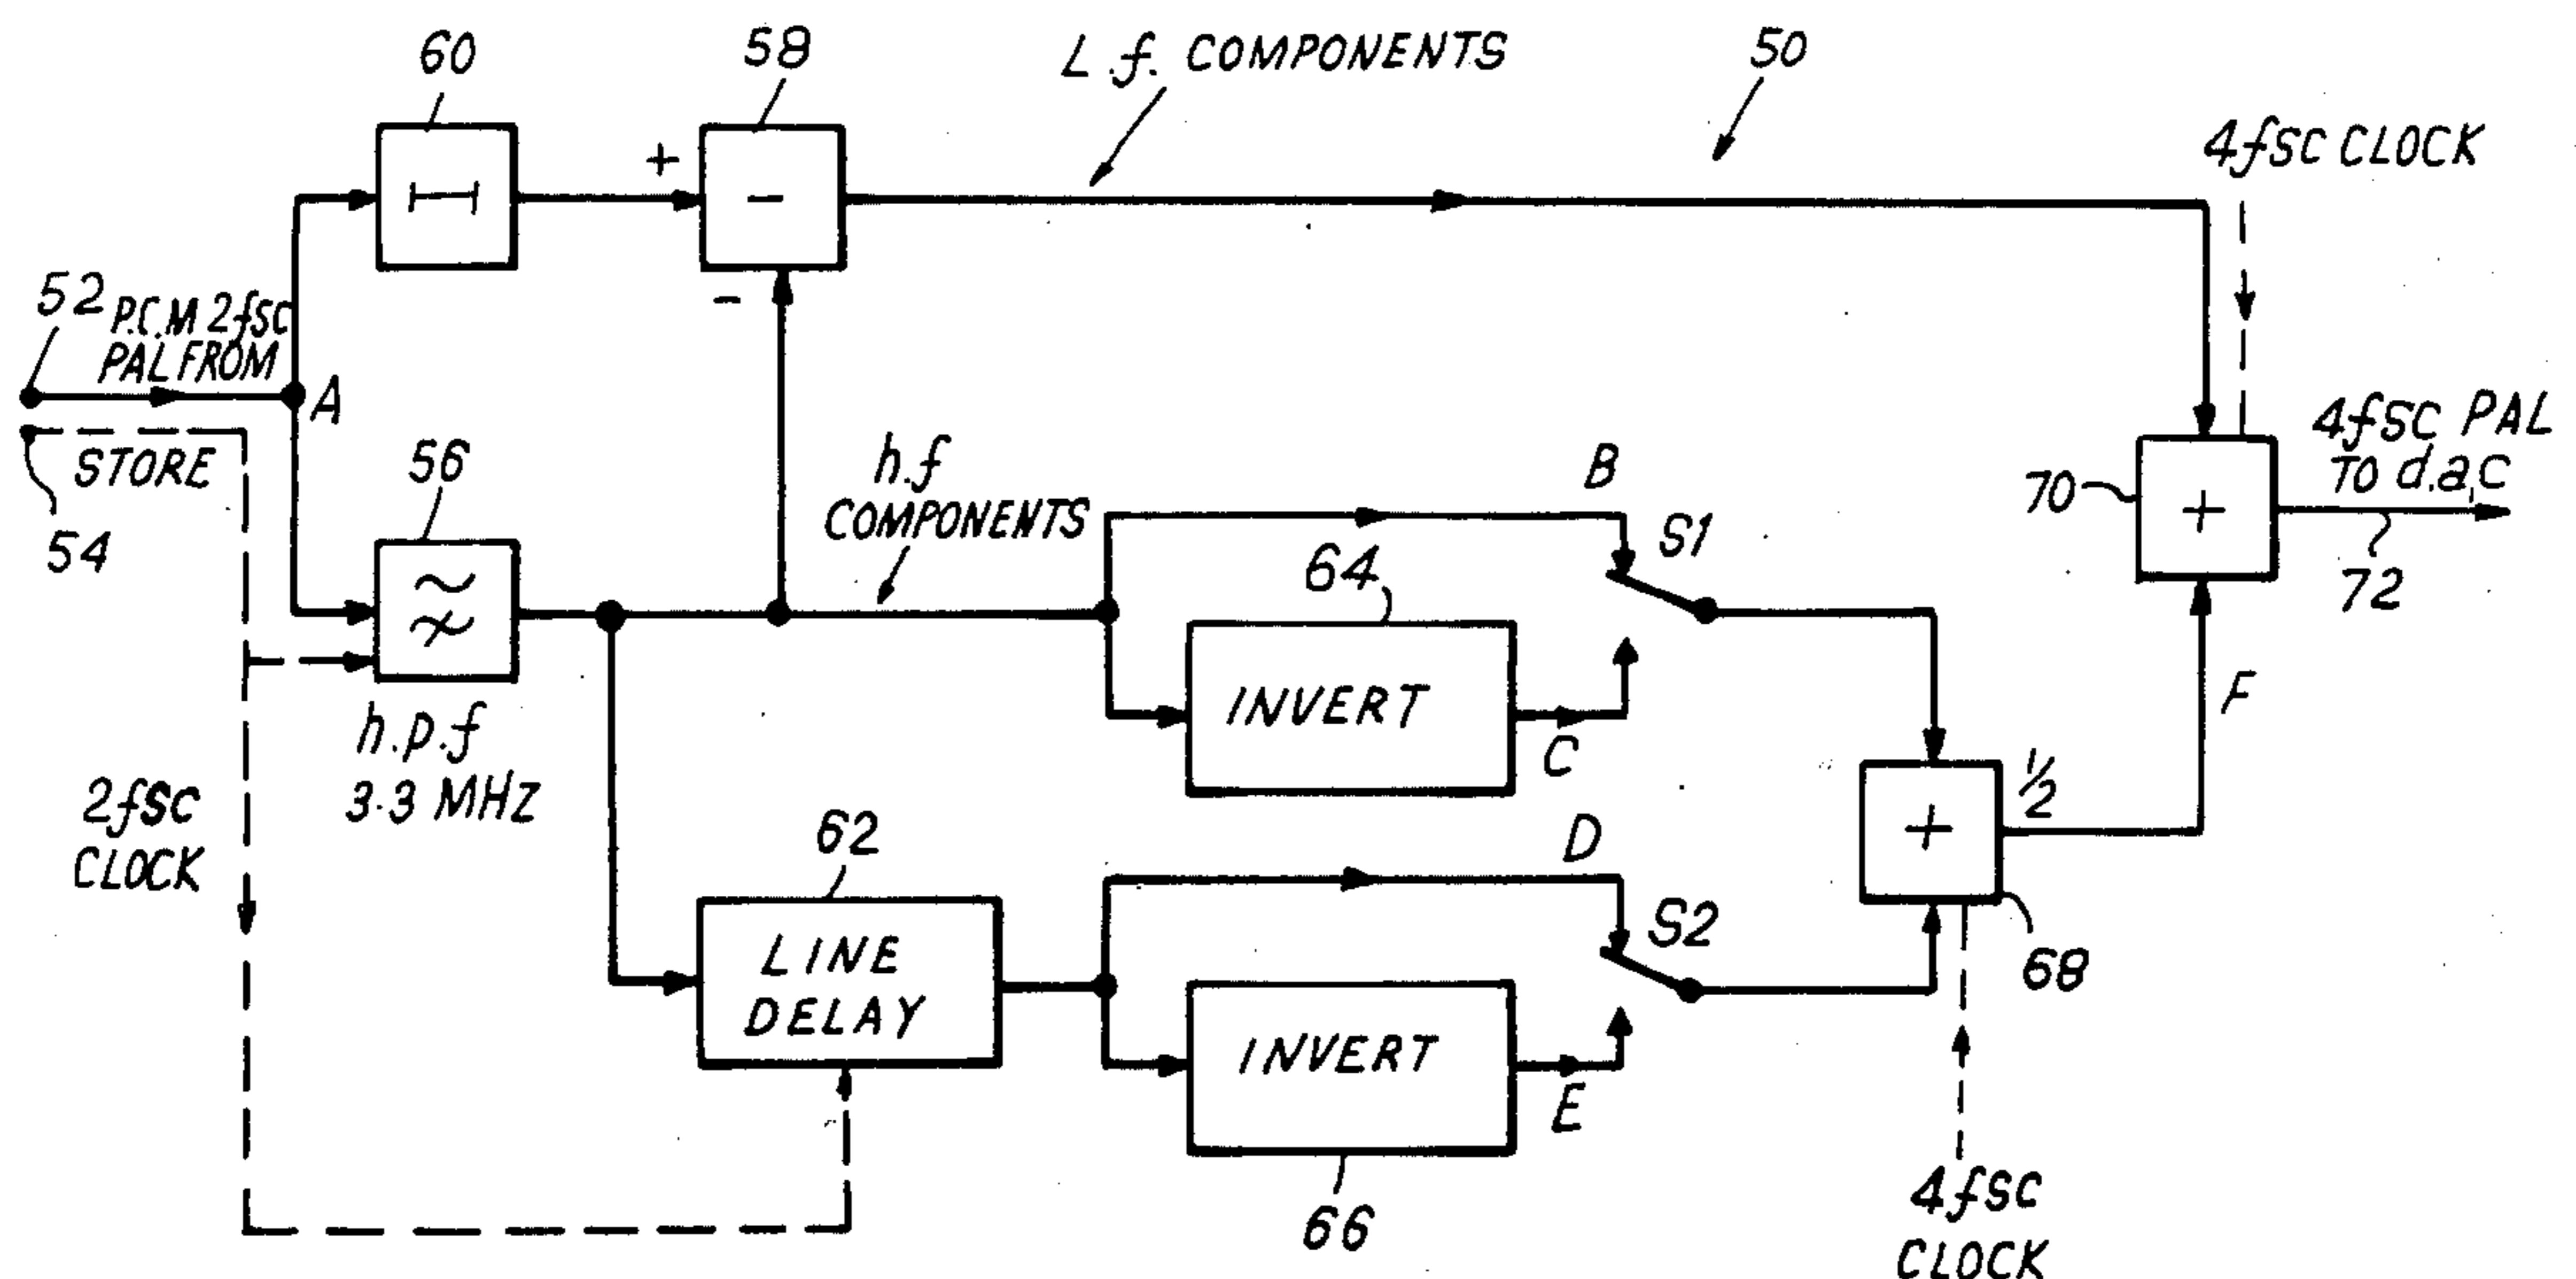 60
58
L.f. COMPONENTS
50
4fsc CLOCK
+
-
-
52
P.C.M 2fsc
PAL FROM
A
STORE
54
56
h.f
COMPONENTS
B
S1
64
INVERT
C
4fsc PAL
TO d.a.c
70
+
72
h.p.f
3.3 MHZ
F
2fsc
CLOCK
62
LINE
DELAY
D
S2
+
1/2
68
INVERT
E
66
4fsc
CLOCK